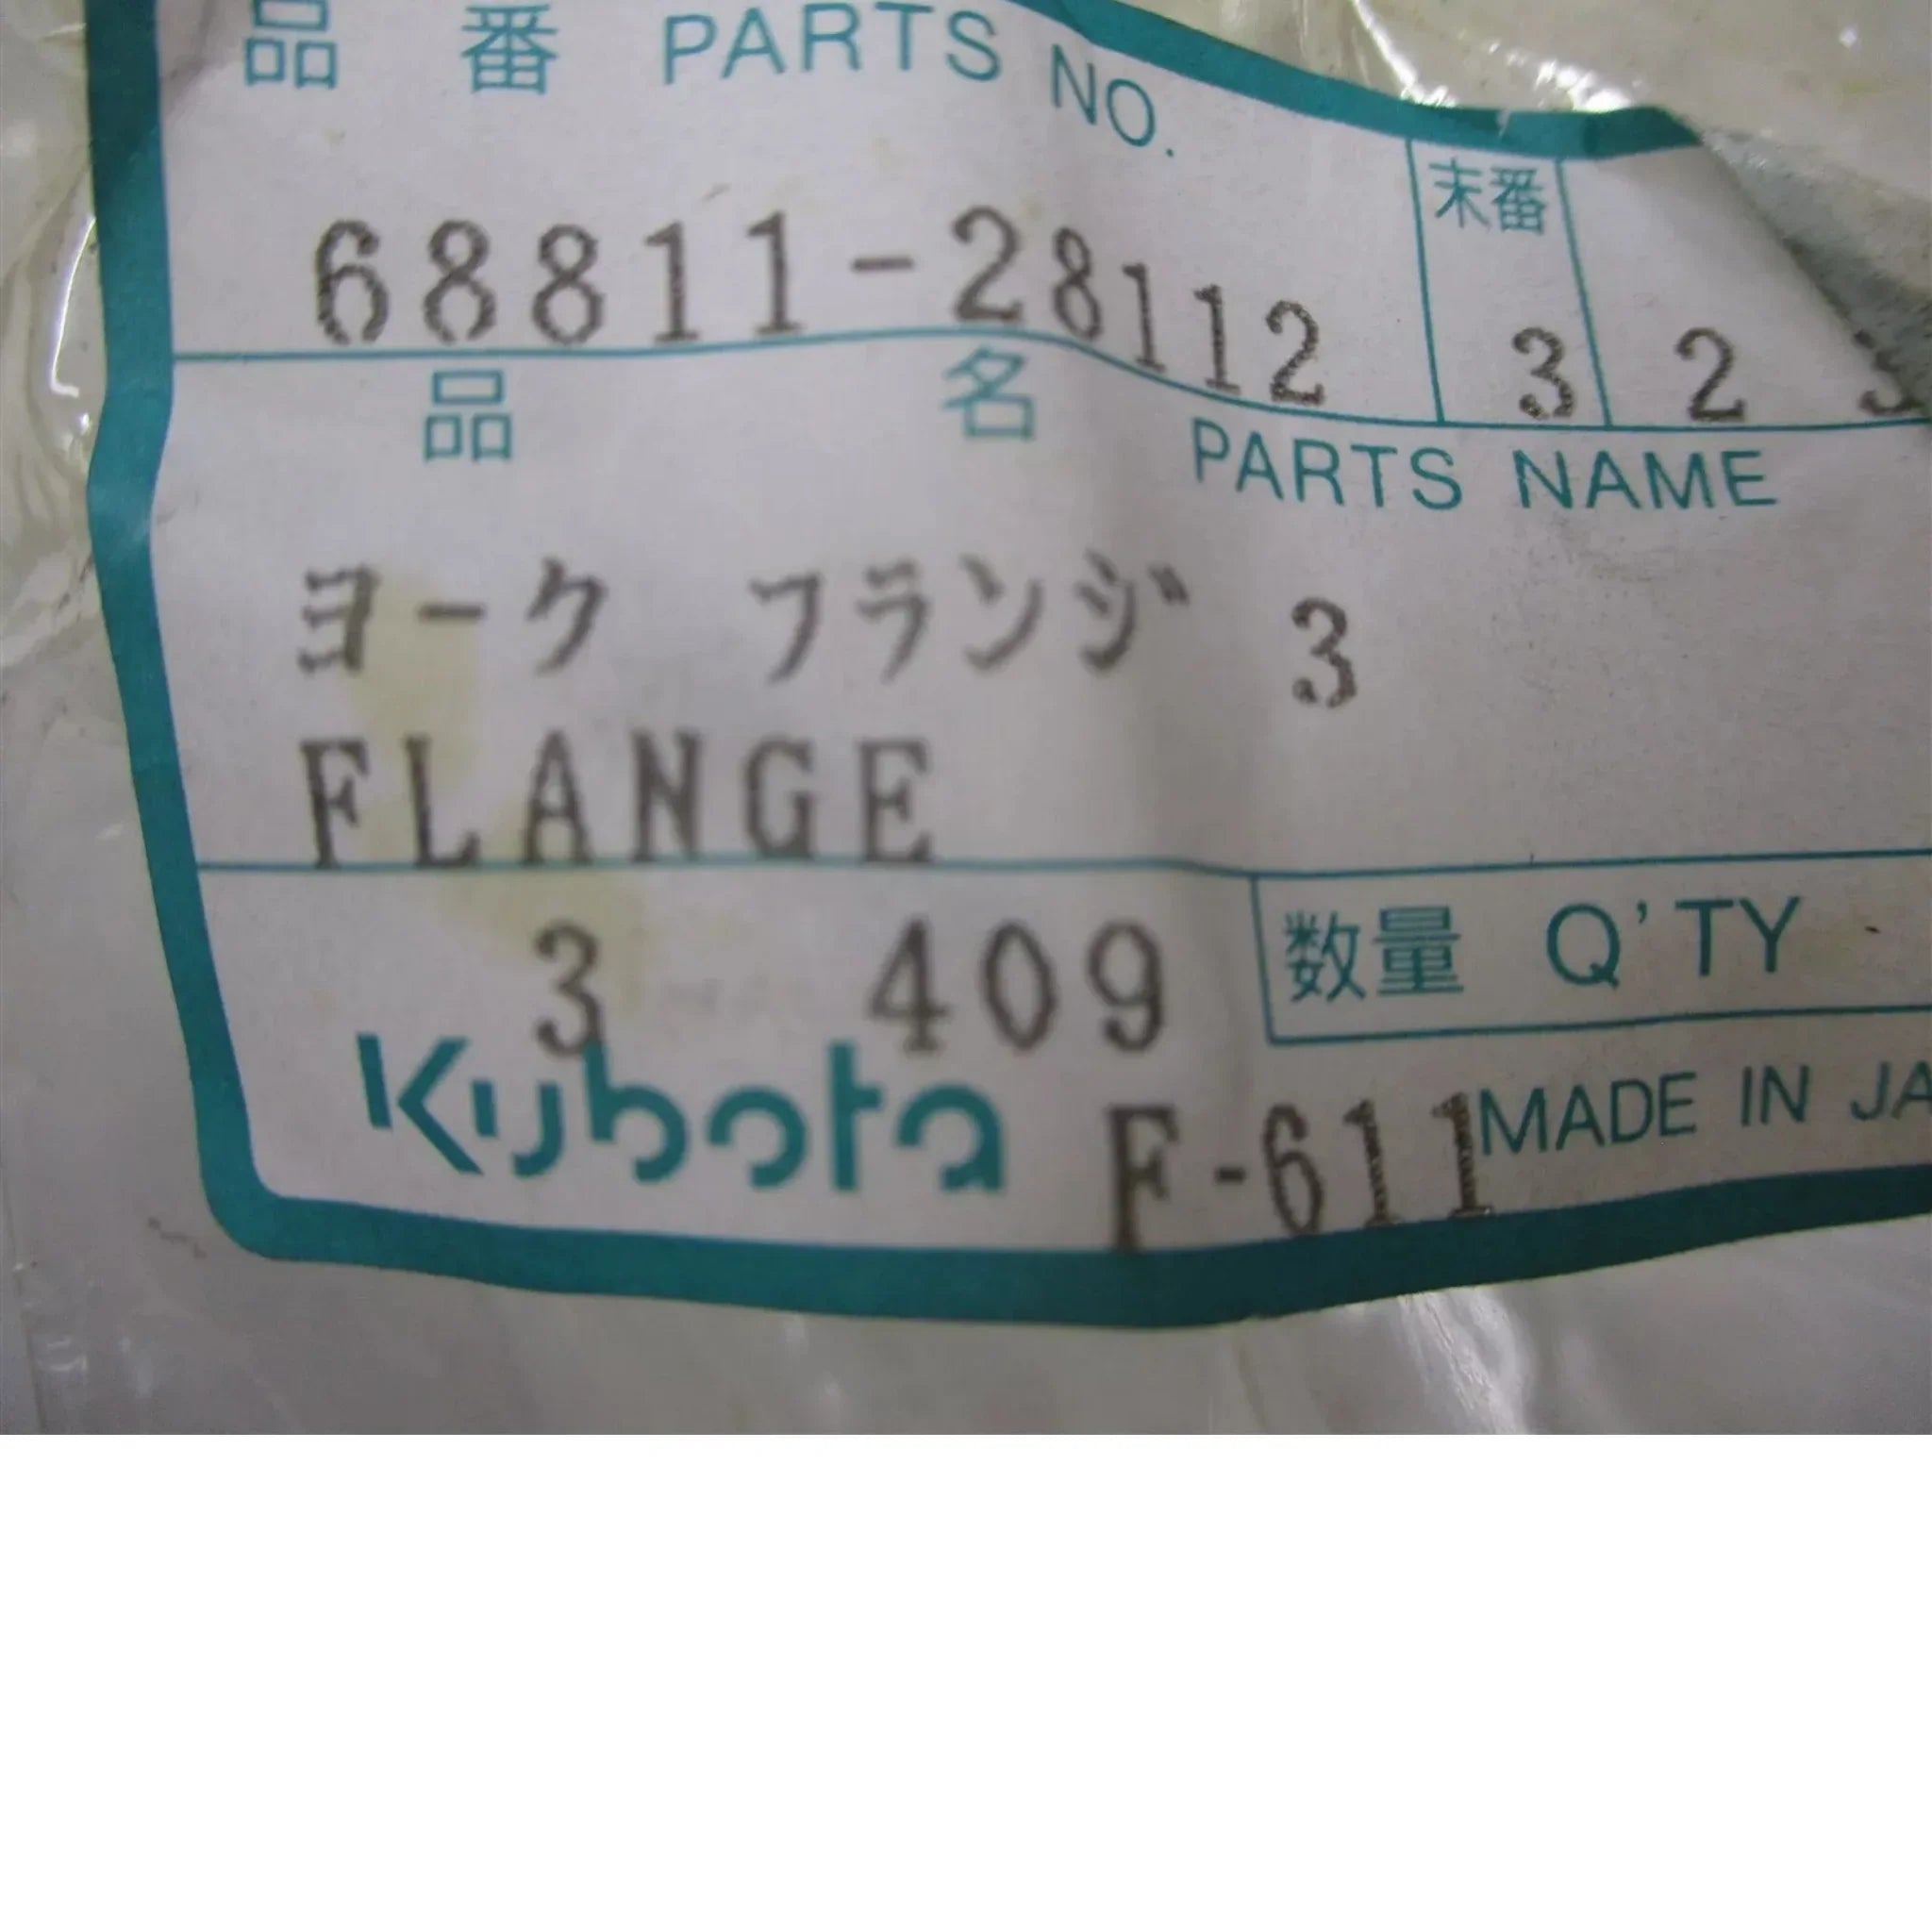 品 番 PARTS NO.
末番
68811-28112 3 2
品 名 PARTS NAME
ヨーク フランジ 3
FLANGE
3 409
数量 Q'TY
Kubota F-611 MADE IN JA